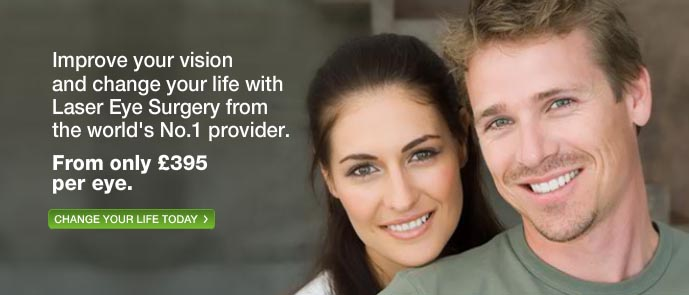 Improve your vision
and change your life with
Laser Eye Surgery from
the world's No.1 provider.
From only £395
per eye.
CHANGE YOUR LIFE TODAY >